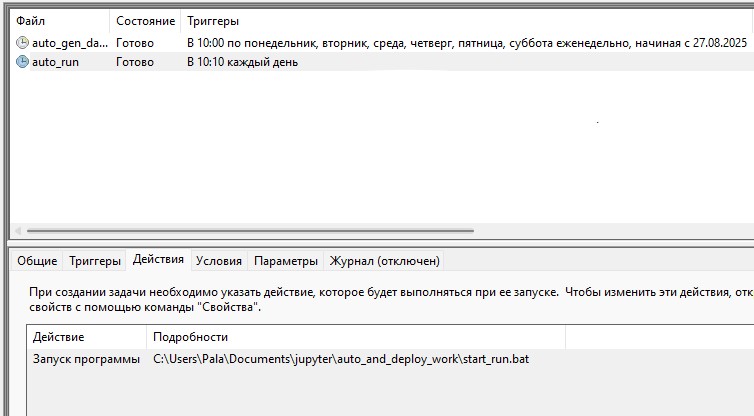 Файл Состояние Триггеры
auto_gen_da... Готово В 10:00 по понедельник, вторник, среда, четверг, пятница, суббота еженедельно, начиная с 27.08.2025
auto_run Готово В 10:10 каждый день
Общие Триггеры Действия Условия Параметры Журнал (отключен)
При создании задачи необходимо указать действие, которое будет выполняться при ее запуске. Чтобы изменить эти действия, отк
свойств с помощью команды "Свойства".
Действие Подробности
Запуск программы C:\Users\Pala\Documents\jupyter\auto_and_deploy_work\start_run.bat